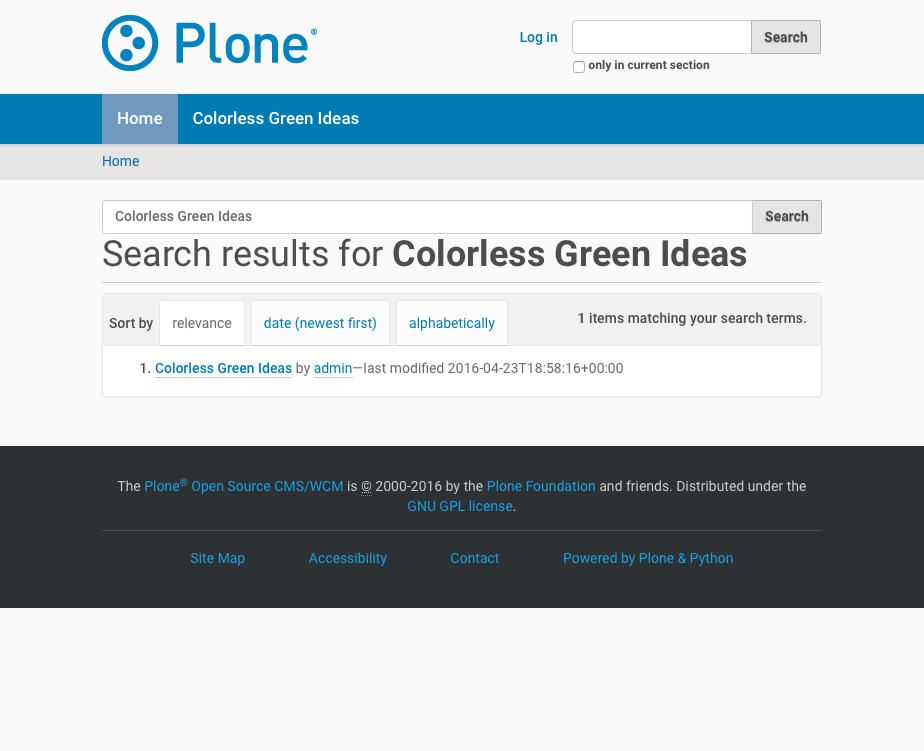 Plone®
Log in
Search
only in current section
Home
Colorless Green Ideas
Home
Colorless Green Ideas
Search
Search results for Colorless Green Ideas
Sort by
relevance
date (newest first)
alphabetically
1 items matching your search terms.
1. Colorless Green Ideas by admin—last modified 2016-04-23T18:58:16+00:00
The Plone® Open Source CMS/WCM is © 2000-2016 by the Plone Foundation and friends. Distributed under the
GNU GPL license.
Site Map
Accessibility
Contact
Powered by Plone & Python